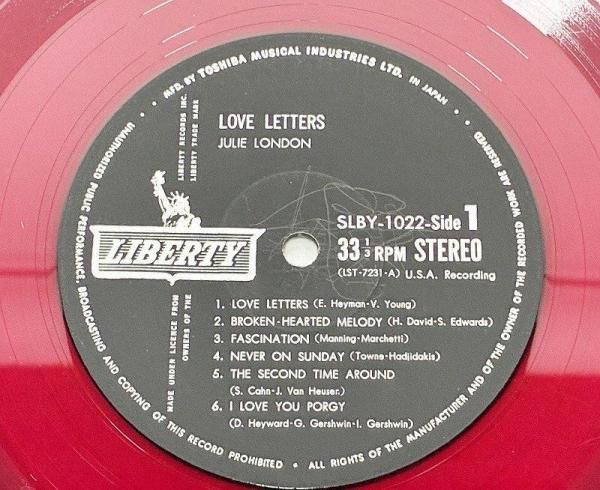 MFD. BY TOSHIBA MUSICAL INDUSTRIES LTD. IN JAPAN
LIBERTY RECORDS INC.
LIBERTY TRADE MARK
LOVE LETTERS
JULIE LONDON
LIBERTY
SLBY-1022-Side 1
33 1/3 RPM STEREO
(LST-7231-A) U.S.A. Recording
MADE UNDER LICENCE FROM
OWNERS OF THE
1. LOVE LETTERS (E. Heyman-V. Young)
2. BROKEN-HEARTED MELODY (H. David-S. Edwards)
3. FASCINATION (Manning-Marchetti)
4. NEVER ON SUNDAY (Towne-Hadjidakis)
5. THE SECOND TIME AROUND
(S. Cahn-J. Van Heusen)
6. I LOVE YOU PORGY
(D. Heyward-G. Gershwin-I. Gershwin)
UNAUTHORIZED PUBLIC PERFORMANCE, BROADCASTING AND COPYING OF THIS RECORD PROHIBITED • ALL RIGHTS OF THE MANUFACTURER AND OF THE OWNER OF THE RECORDED WORK ARE RESERVED